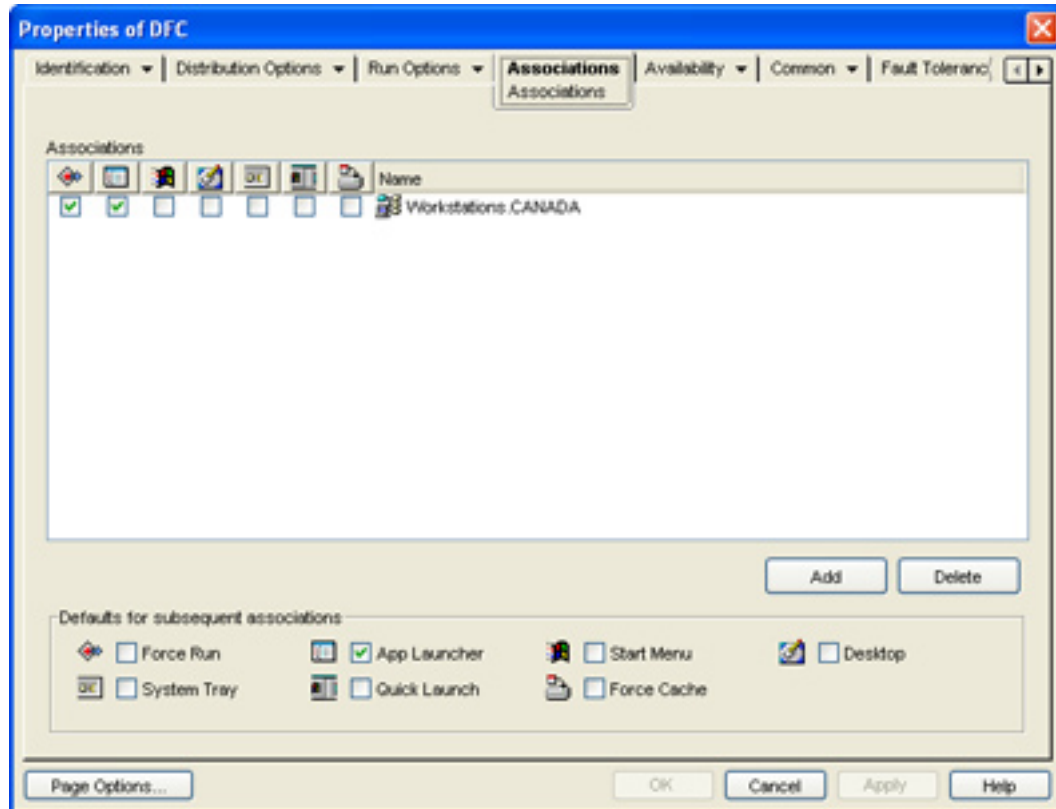 Properties of DFC
Identification Distribution Options Run Options Associations Availability Common Fault Toleranc
Associations
Associations
Name
Workstations.CANADA
Add Delete
Defaults for subsequent associations
Force Run App Launcher Start Menu Desktop
System Tray Quick Launch Force Cache
Page Options... OK Cancel Apply Help